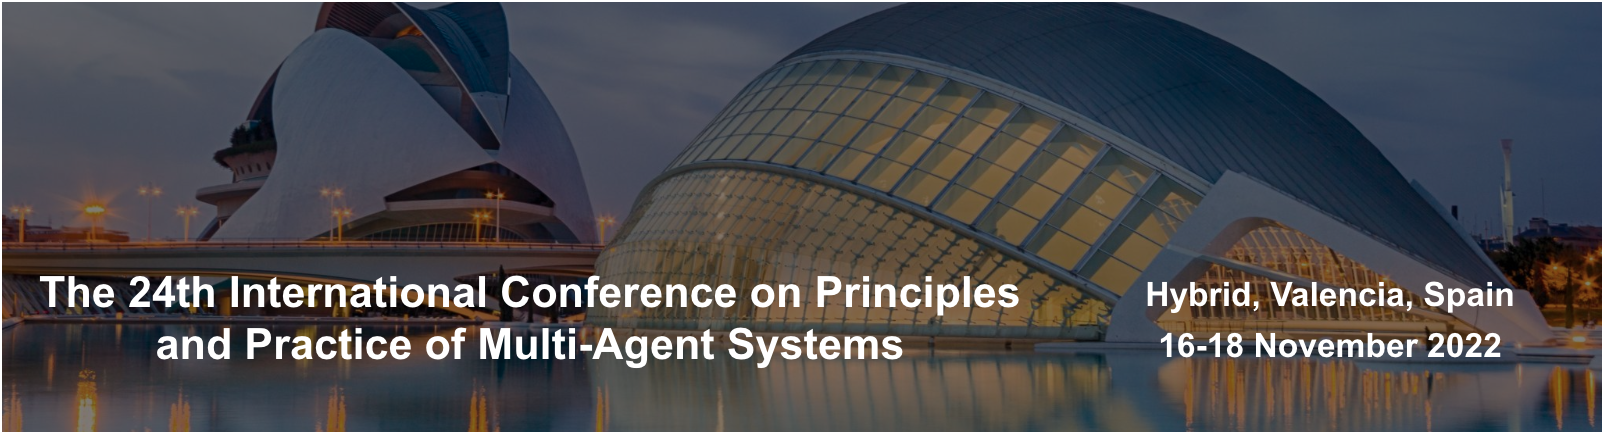 The 24th International Conference on Principles
and Practice of Multi-Agent Systems
Hybrid, Valencia, Spain
16-18 November 2022